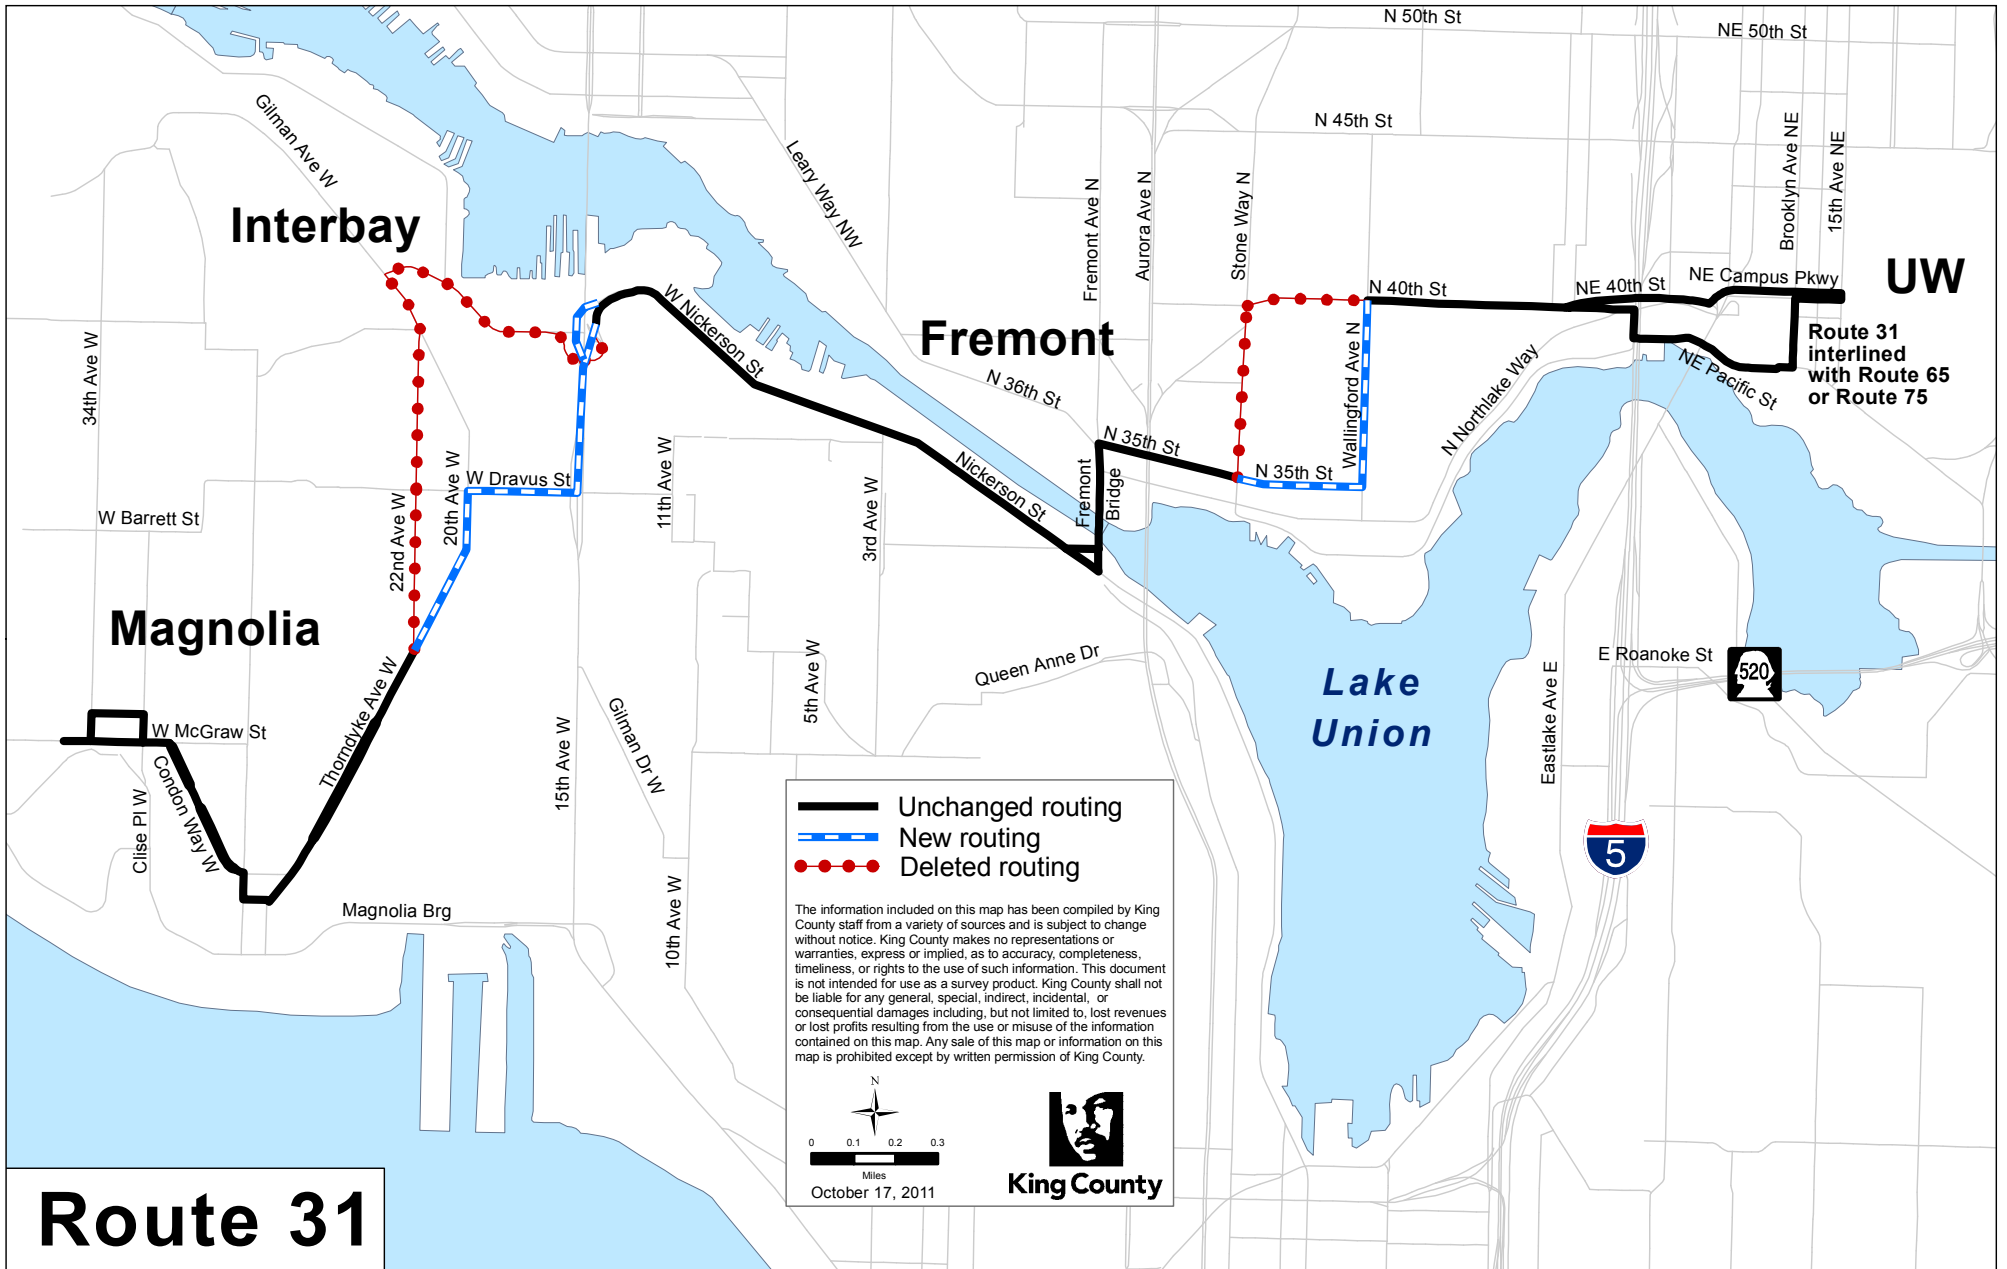 N 50th St
NE 50th St
Gilman Ave W
N 45th St
Leary Way NW
Brooklyn Ave NE
15th Ave NE
Interbay
Fremont Ave N
Aurora Ave N
Stone Way N
UW
NE Campus Pkwy
NE 40th St
N 40th St
W Nickerson St
Fremont
Wallingford Ave N
N Northlake Way
NE Pacific St
Route 31
interlined
with Route 65
or Route 75
34th Ave W
N 36th St
N 35th St
N 35th St
W Dravus St
20th Ave W
11th Ave W
3rd Ave W
Nickerson St
Fremont
Bridge
W Barrett St
22nd Ave W
Magnolia
Thorndyke Ave W
Queen Anne Dr
5th Ave W
E Roanoke St
520
Lake
Union
Eastlake Ave E
W McGraw St
Condon Way W
Clise Pl W
15th Ave W
Gilman Dr W
5
10th Ave W
Magnolia Brg
Unchanged routing
New routing
Deleted routing
The information included on this map has been compiled by King
County staff from a variety of sources and is subject to change
without notice. King County makes no representations or
warranties, express or implied, as to accuracy, completeness,
timeliness, or rights to the use of such information. This document
is not intended for use as a survey product. King County shall not
be liable for any general, special, indirect, incidental, or
consequential damages including, but not limited to, lost revenues
or lost profits resulting from the use or misuse of the information
contained on this map. Any sale of this map or information on this
map is prohibited except by written permission of King County.
N
0 0.1 0.2 0.3
Miles
October 17, 2011
King County
Route 31